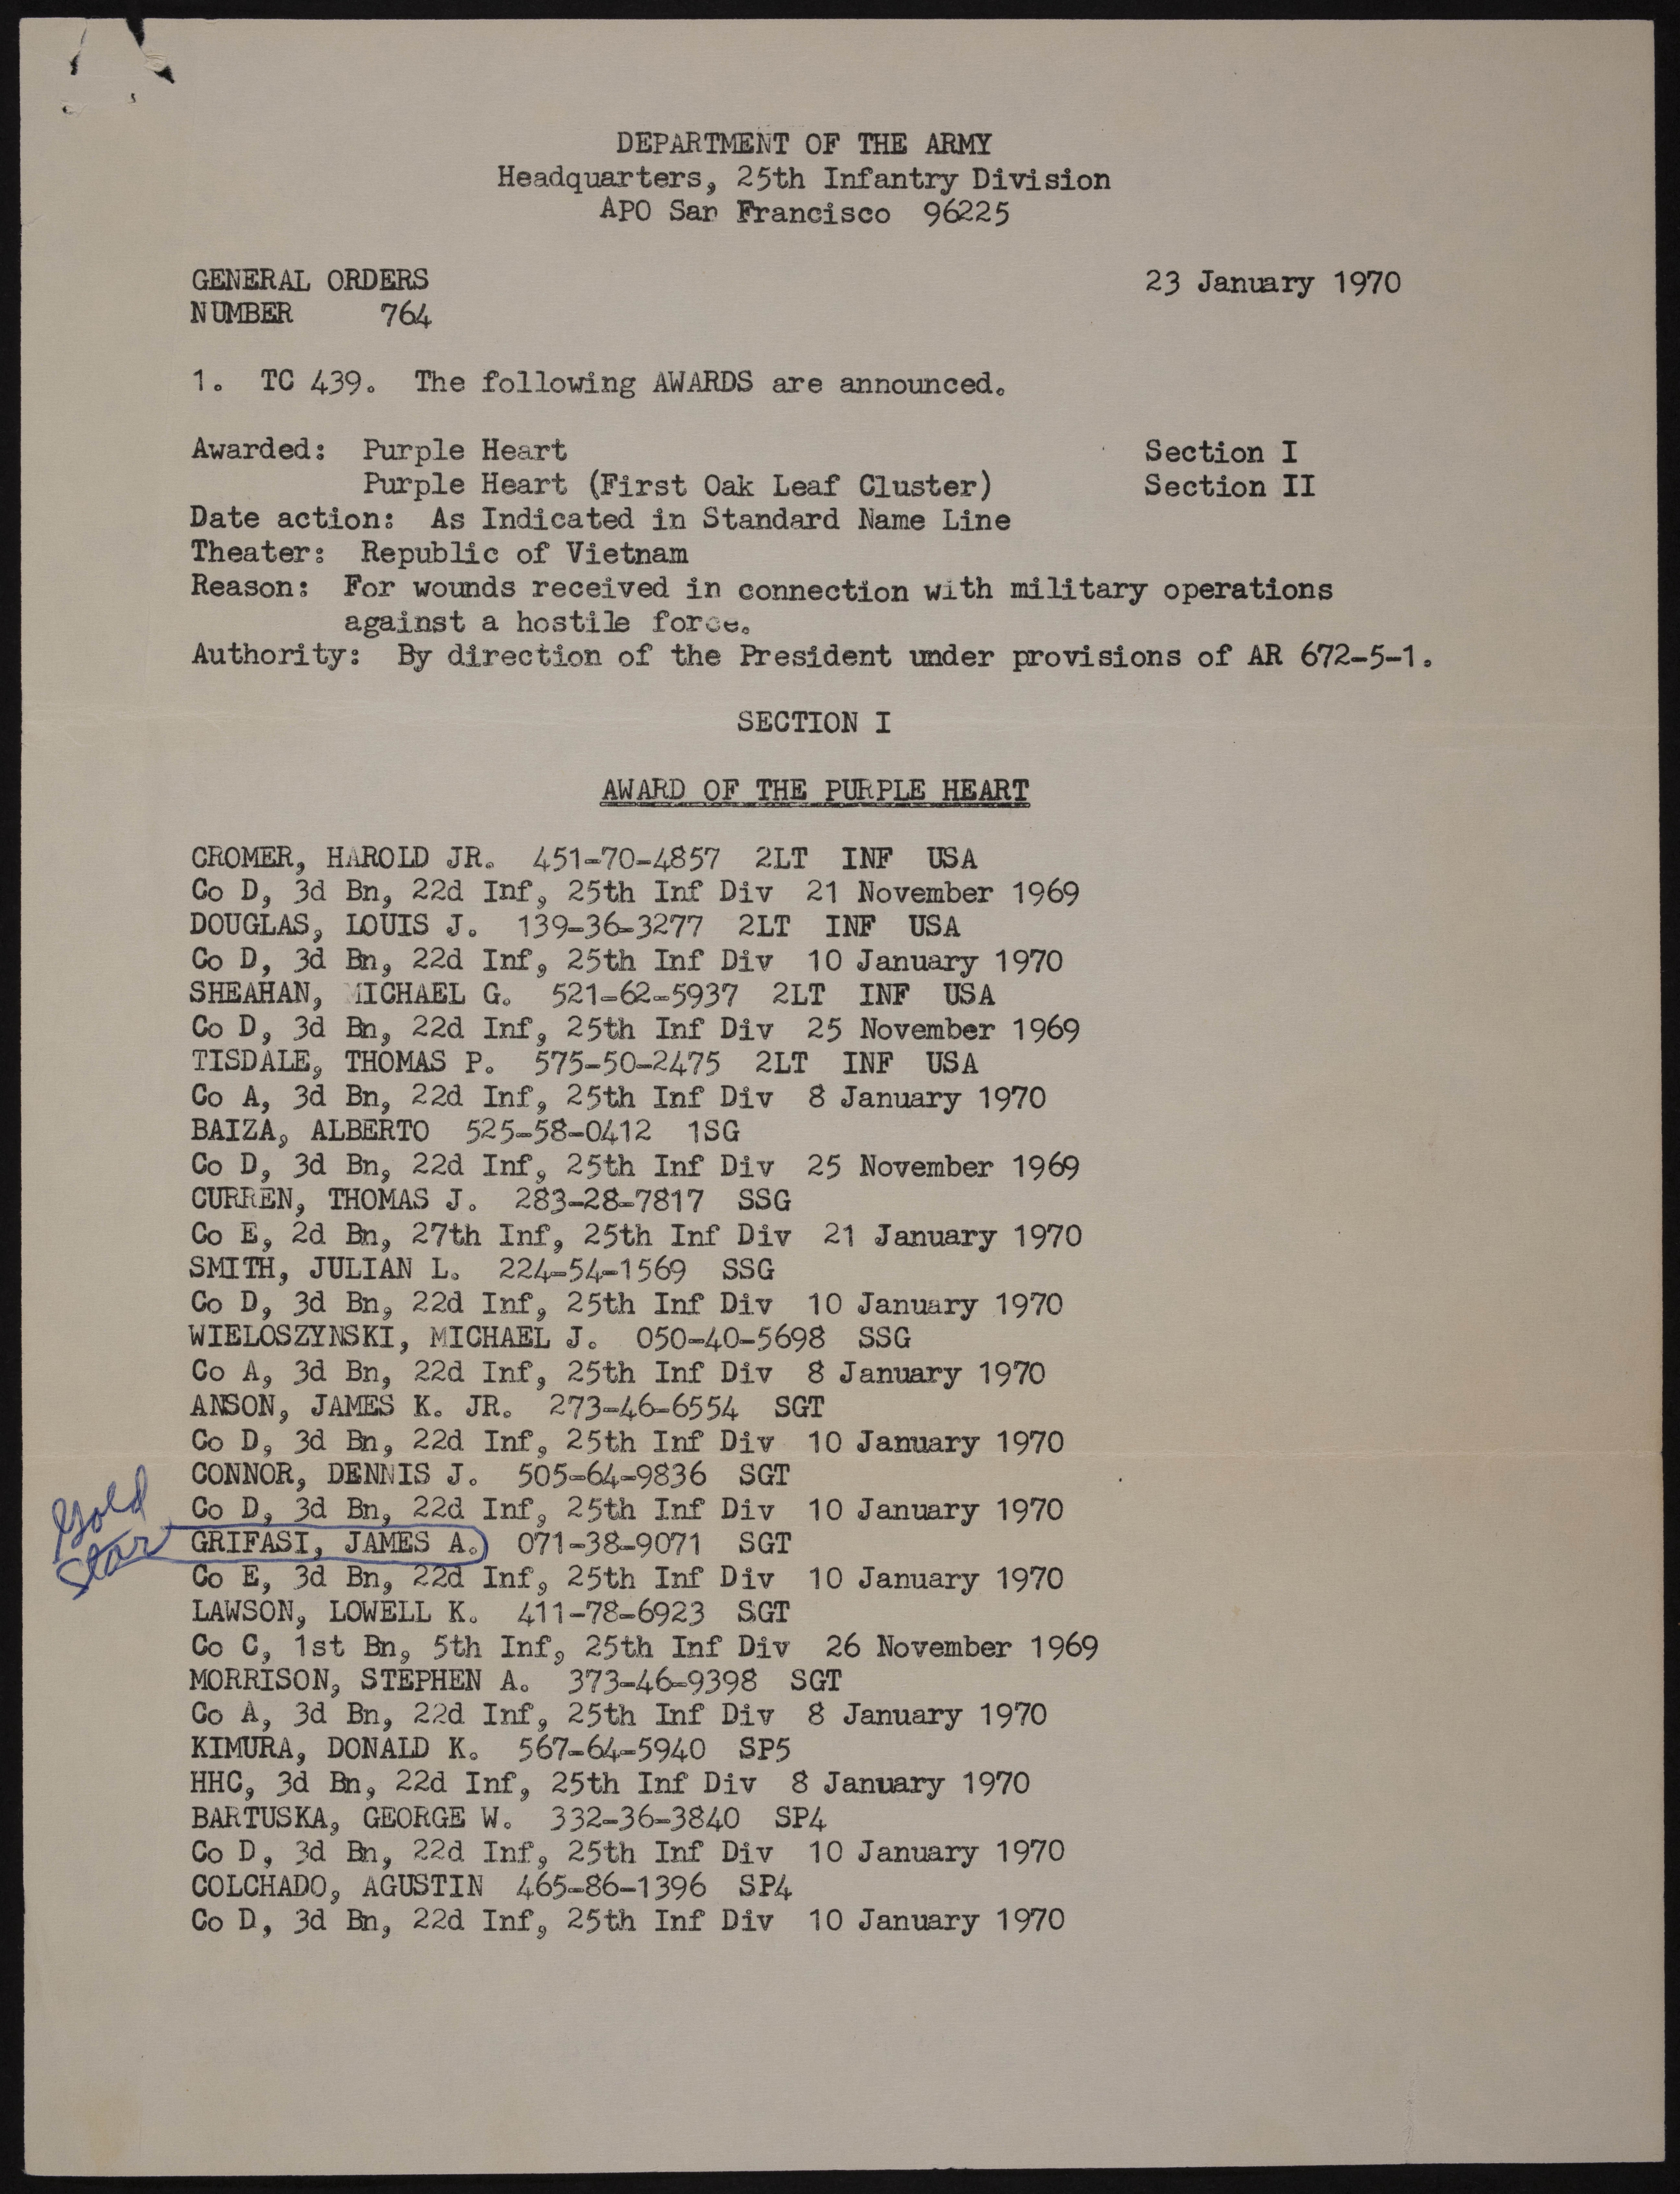 DEPARTMENT OF THE ARMY
Headquarters, 25th Infantry Division
APO San Francisco 96225
GENERAL ORDERS 23 January 1970
NUMBER 764
1. TC 439. The following AWARDS are announced.
Awarded: Purple Heart Section I
Purple Heart (First Oak Leaf Cluster) Section II
Date action: As Indicated in Standard Name Line
Theater: Republic of Vietnam
Reason: For wounds received in connection with military operations
against a hostile force.
Authority: By direction of the President under provisions of AR 672-5-1.
SECTION I
AWARD OF THE PURPLE HEART
CROMER, HAROLD JR. 451-70-4857 2LT INF USA
Co D, 3d Bn, 22d Inf, 25th Inf Div 21 November 1969
DOUGLAS, LOUIS J. 139-36-3277 2LT INF USA
Co D, 3d Bn, 22d Inf, 25th Inf Div 10 January 1970
SHEAHAN, MICHAEL G. 521-62-5937 2LT INF USA
Co D, 3d Bn, 22d Inf, 25th Inf Div 25 November 1969
TISDALE, THOMAS P. 575-50-2475 2LT INF USA
Co A, 3d Bn, 22d Inf, 25th Inf Div 8 January 1970
BAIZA, ALBERTO 525-58-0412 1SG
Co D, 3d Bn, 22d Inf, 25th Inf Div 25 November 1969
CURREN, THOMAS J. 283-28-7817 SSG
Co E, 2d Bn, 27th Inf, 25th Inf Div 21 January 1970
SMITH, JULIAN L. 224-54-1569 SSG
Co D, 3d Bn, 22d Inf, 25th Inf Div 10 January 1970
WIELOSZYNSKI, MICHAEL J. 050-40-5698 SSG
Co A, 3d Bn, 22d Inf, 25th Inf Div 8 January 1970
ANSON, JAMES K. JR. 273-46-6554 SGT
Co D, 3d Bn, 22d Inf, 25th Inf Div 10 January 1970
CONNOR, DENNIS J. 505-64-9836 SGT
Co D, 3d Bn, 22d Inf, 25th Inf Div 10 January 1970
Gold
Star
GRIFASI, JAMES A. 071-38-9071 SGT
Co E, 3d Bn, 22d Inf, 25th Inf Div 10 January 1970
LAWSON, LOWELL K. 411-78-6923 SGT
Co C, 1st Bn, 5th Inf, 25th Inf Div 26 November 1969
MORRISON, STEPHEN A. 373-46-9398 SGT
Co A, 3d Bn, 22d Inf, 25th Inf Div 8 January 1970
KIMURA, DONALD K. 567-64-5940 SP5
HHC, 3d Bn, 22d Inf, 25th Inf Div 8 January 1970
BARTUSKA, GEORGE W. 332-36-3840 SP4
Co D, 3d Bn, 22d Inf, 25th Inf Div 10 January 1970
COLCHADO, AGUSTIN 465-86-1396 SP4
Co D, 3d Bn, 22d Inf, 25th Inf Div 10 January 1970